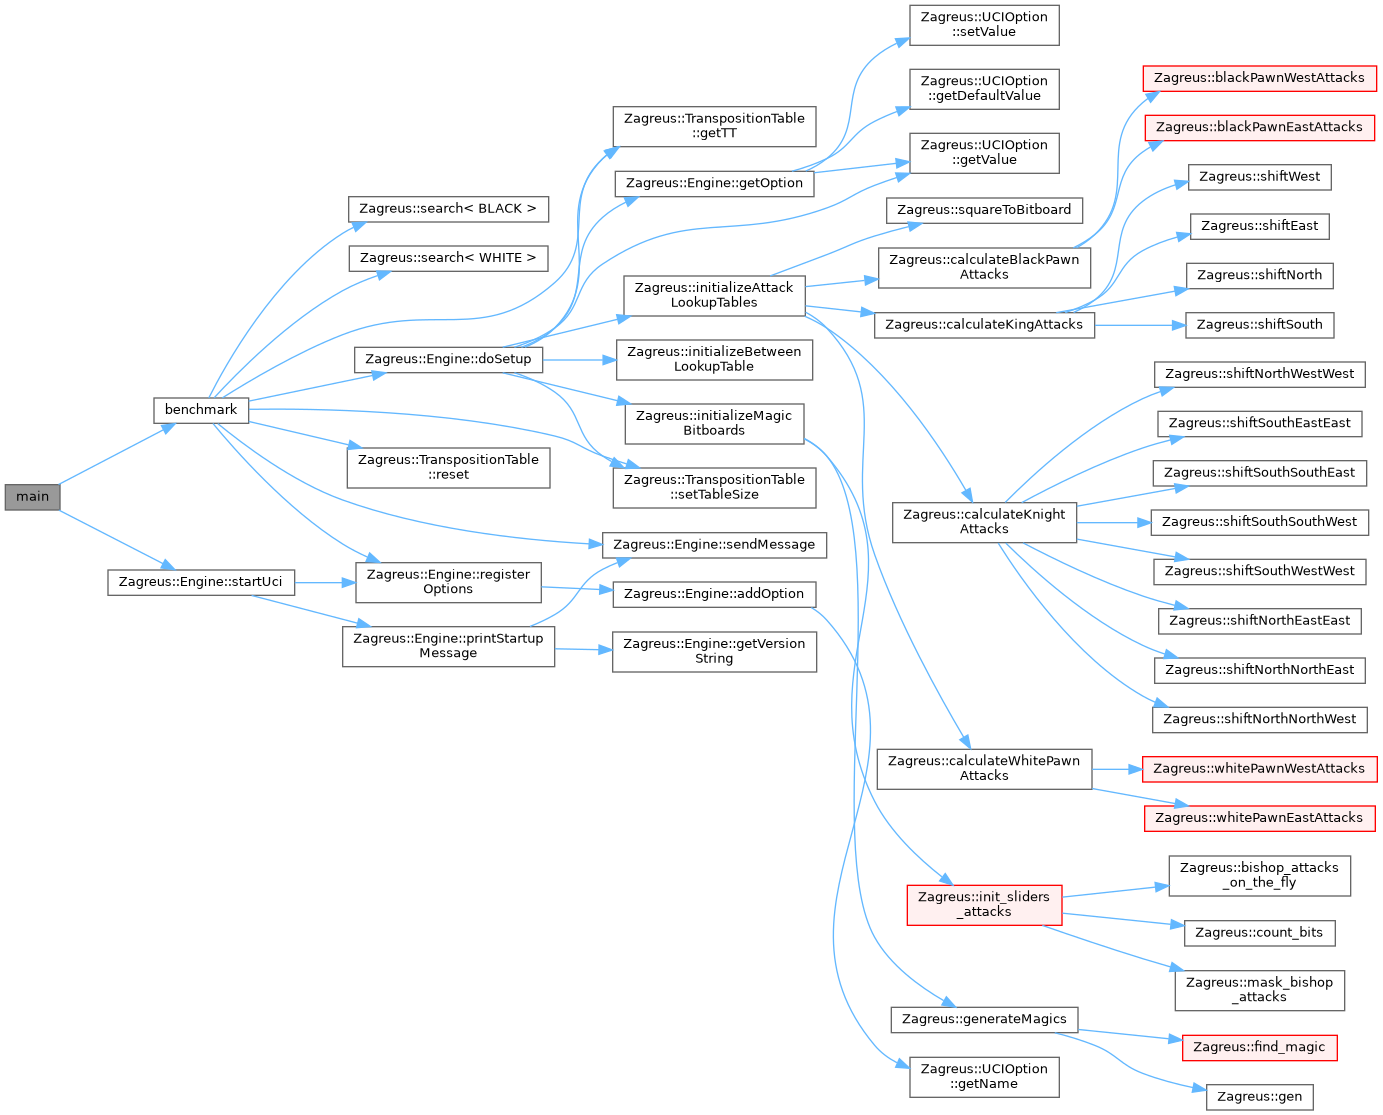 main
benchmark
Zagreus::Engine::startUci
Zagreus::search< BLACK >
Zagreus::search< WHITE >
Zagreus::Engine::doSetup
Zagreus::TranspositionTable
::reset
Zagreus::Engine::register
Options
Zagreus::Engine::printStartup
Message
Zagreus::TranspositionTable
::getTT
Zagreus::Engine::getOption
Zagreus::initializeAttack
LookupTables
Zagreus::initializeBetween
LookupTable
Zagreus::initializeMagic
Bitboards
Zagreus::TranspositionTable
::setTableSize
Zagreus::Engine::sendMessage
Zagreus::Engine::addOption
Zagreus::Engine::getVersion
String
Zagreus::UCIOption
::setValue
Zagreus::UCIOption
::getDefaultValue
Zagreus::UCIOption
::getValue
Zagreus::squareToBitboard
Zagreus::calculateBlackPawn
Attacks
Zagreus::calculateKingAttacks
Zagreus::calculateKnight
Attacks
Zagreus::calculateWhitePawn
Attacks
Zagreus::init_sliders
_attacks
Zagreus::generateMagics
Zagreus::UCIOption
::getName
Zagreus::blackPawnWestAttacks
Zagreus::blackPawnEastAttacks
Zagreus::shiftWest
Zagreus::shiftEast
Zagreus::shiftNorth
Zagreus::shiftSouth
Zagreus::shiftNorthWestWest
Zagreus::shiftSouthEastEast
Zagreus::shiftSouthSouthEast
Zagreus::shiftSouthSouthWest
Zagreus::shiftSouthWestWest
Zagreus::shiftNorthEastEast
Zagreus::shiftNorthNorthEast
Zagreus::shiftNorthNorthWest
Zagreus::whitePawnWestAttacks
Zagreus::whitePawnEastAttacks
Zagreus::bishop_attacks
_on_the_fly
Zagreus::count_bits
Zagreus::mask_bishop
_attacks
Zagreus::find_magic
Zagreus::gen